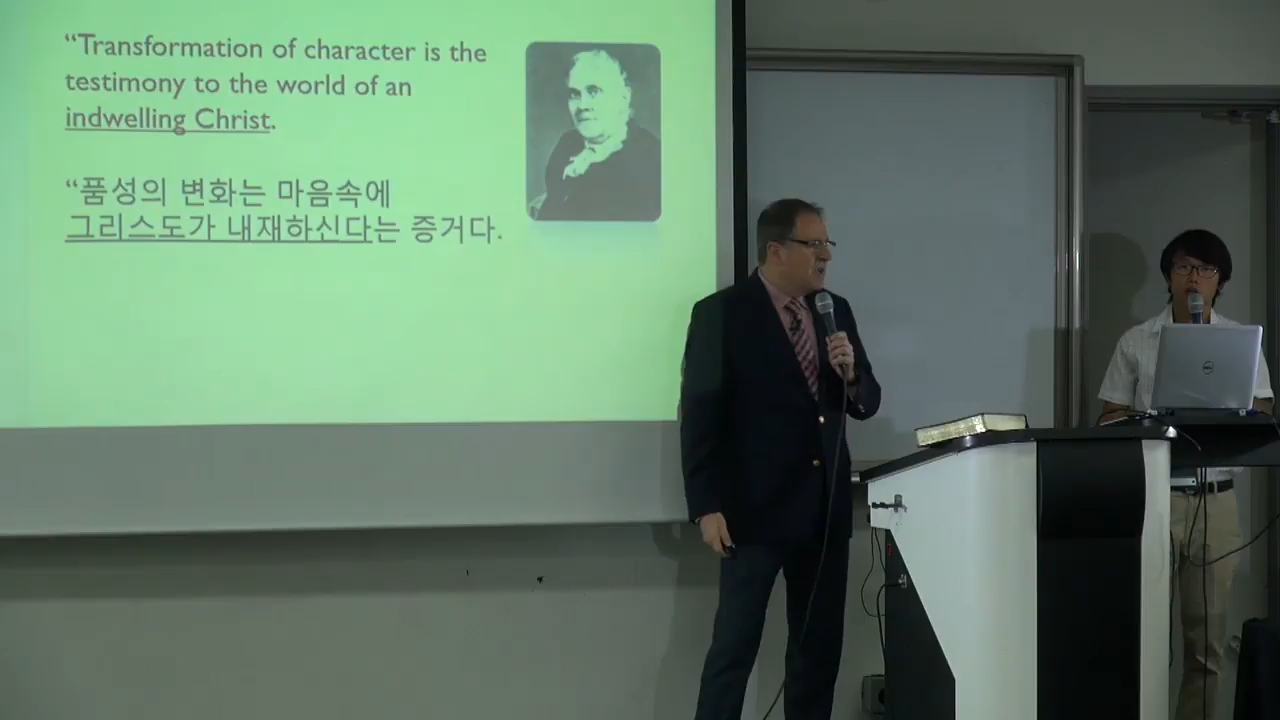 “Transformation of character is the
testimony to the world of an
indwelling Christ.
“품성의 변화는 마음속에
그리스도가 내재하신다는 증거다.
DELL